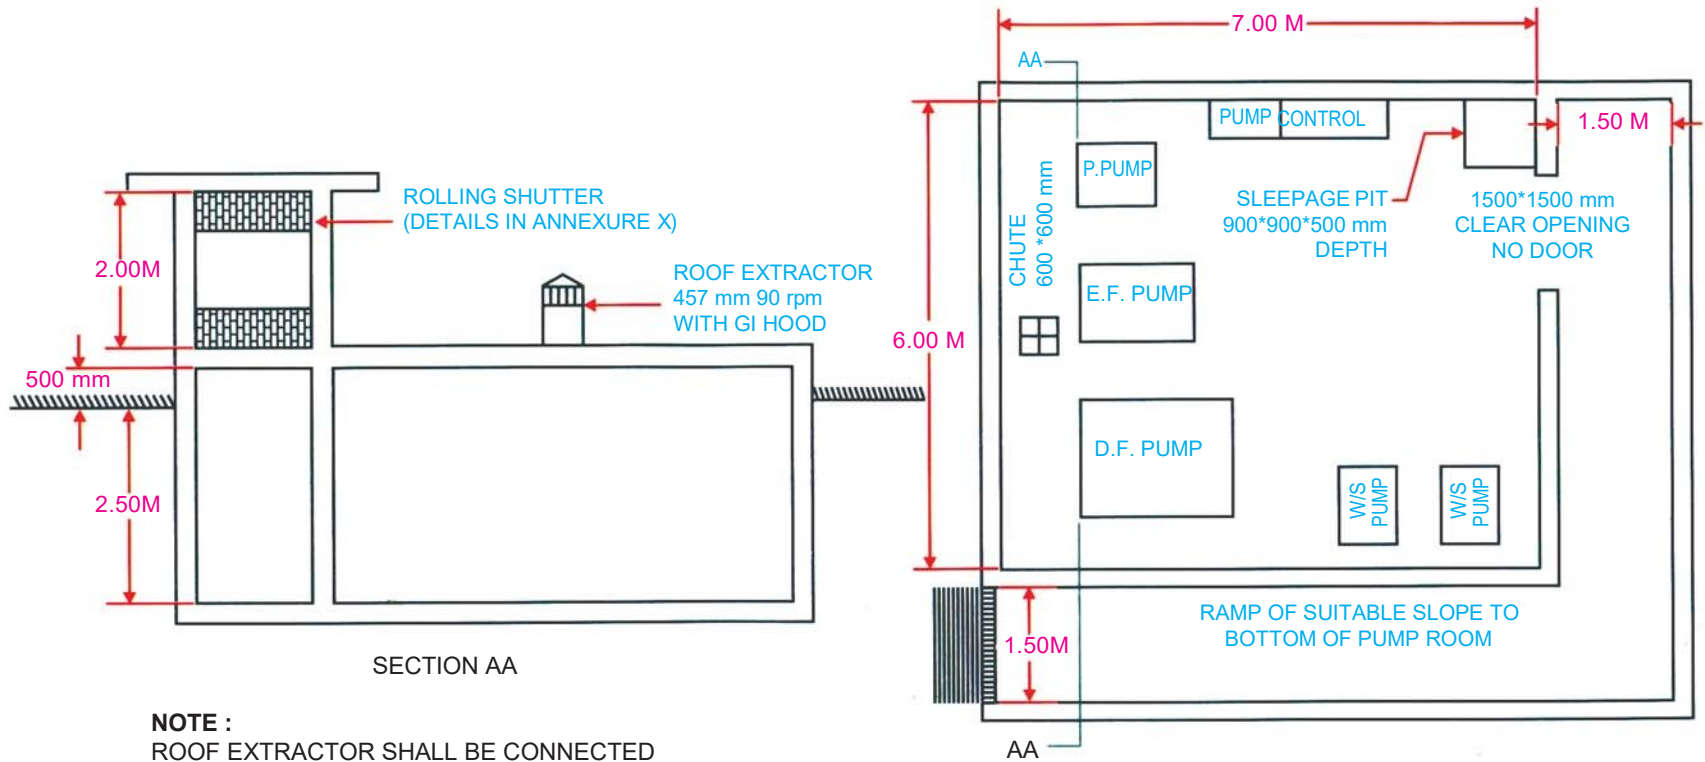 7.00 M
AA
PUMP CONTROL
1.50 M
P.PUMP
CHUTE
600 *600 mm
SLEEPAGE PIT
900*900*500 mm
DEPTH
1500*1500 mm
CLEAR OPENING
NO DOOR
ROLLING SHUTTER
(DETAILS IN ANNEXURE X)
2.00M
ROOF EXTRACTOR
457 mm 90 rpm
WITH GI HOOD
E.F. PUMP
6.00 M
500 mm
D.F. PUMP
2.50M
W/S
PUMP
W/S
PUMP
RAMP OF SUITABLE SLOPE TO
BOTTOM OF PUMP ROOM
1.50M
SECTION AA
AA
NOTE :
ROOF EXTRACTOR SHALL BE CONNECTED